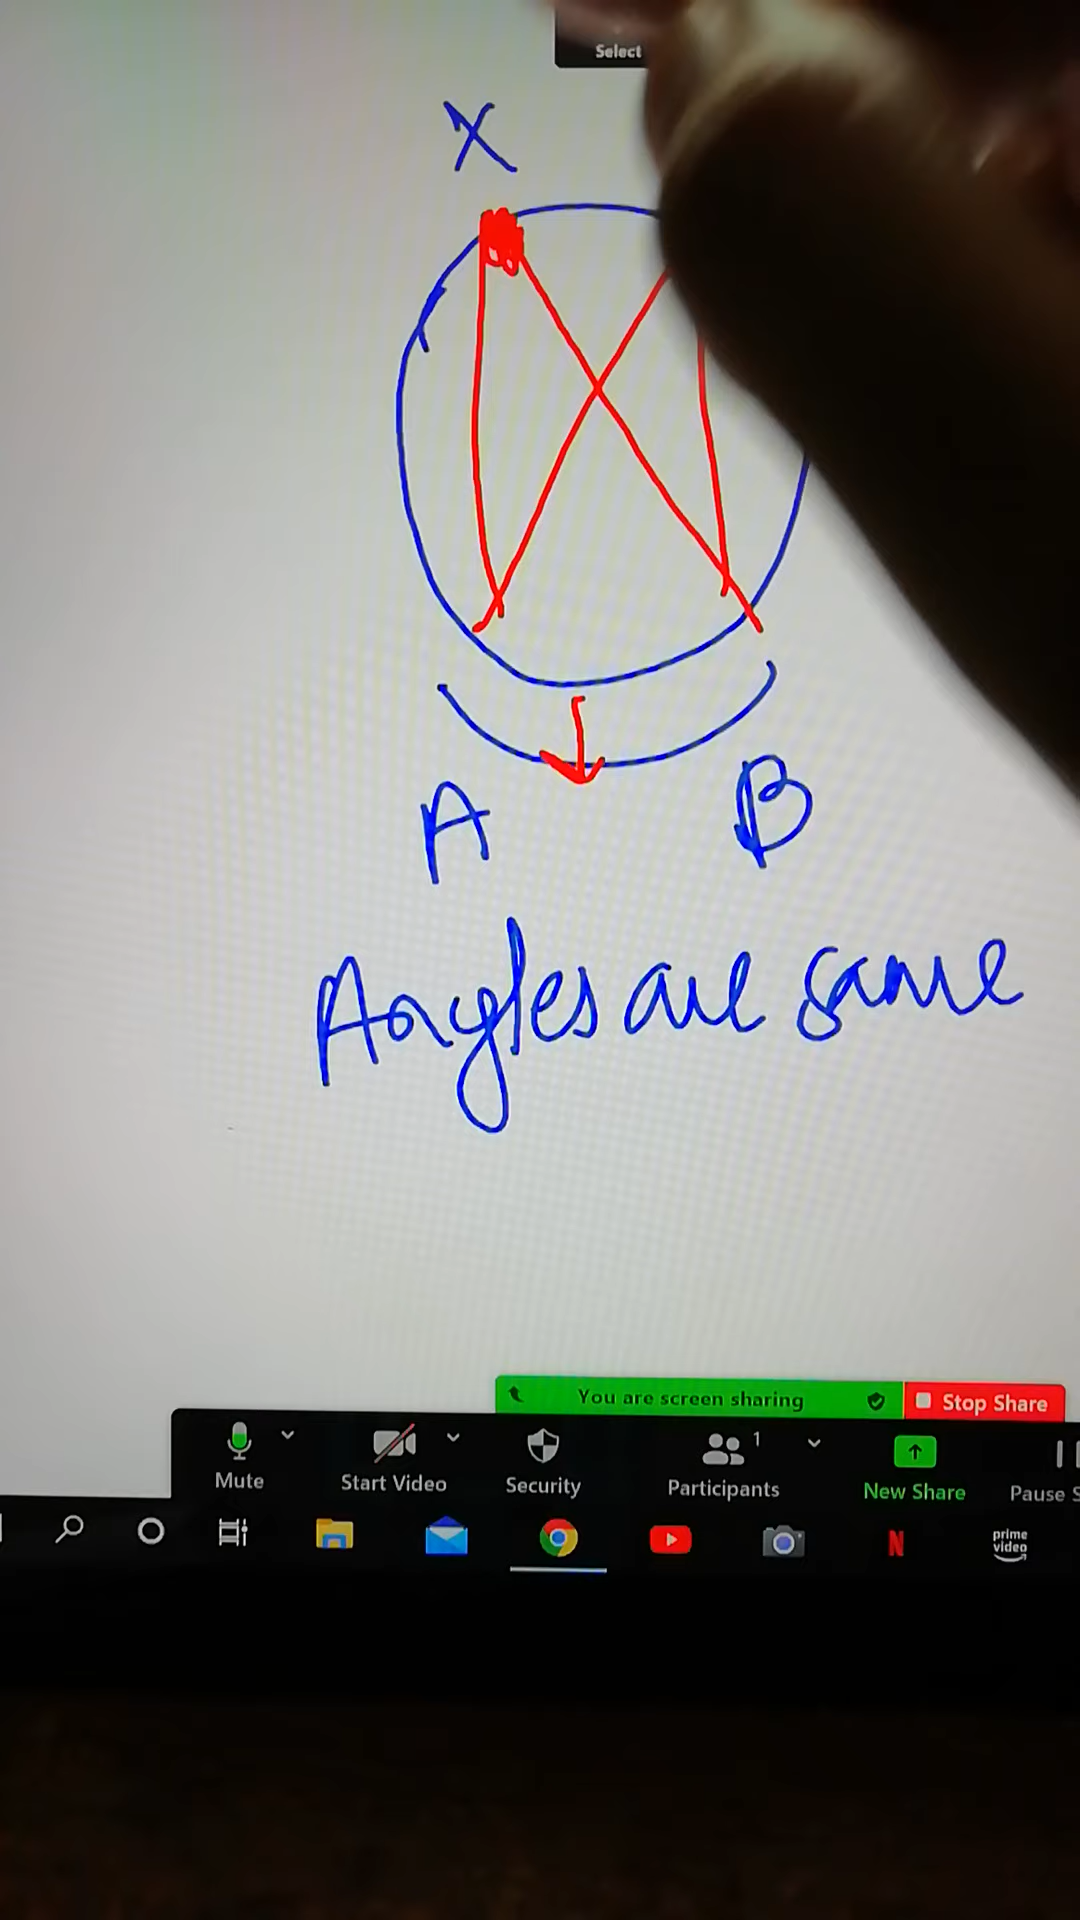 Select
X
A B
Angles are same
You are screen sharing Stop Share
1
Mute Start Video Security Participants New Share Pause S
N prime
video